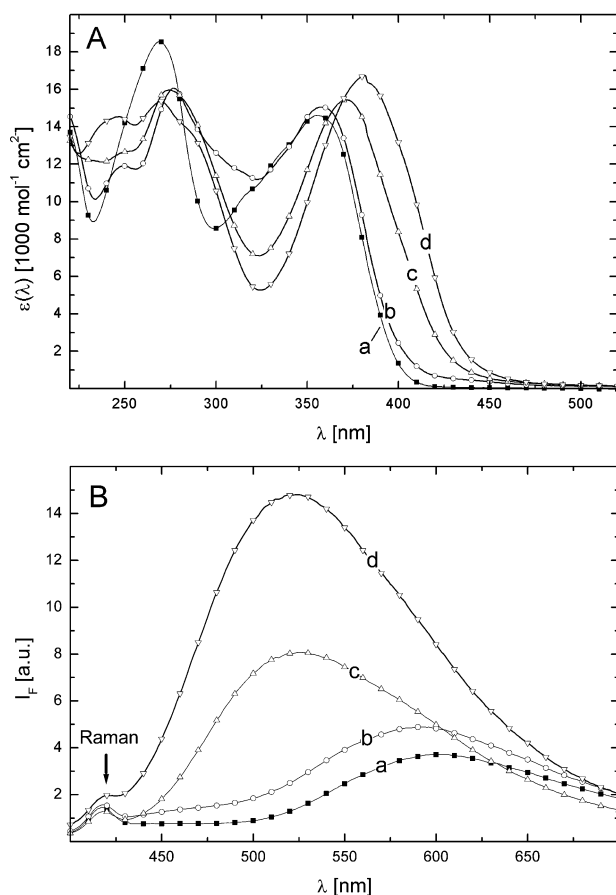 A
18
16
14
12
10
8
6
4
2
ε(λ) [1000 mol⁻¹ cm²]
a
b
c
d
250 300 350 400 450 500
λ [nm]
B
14
12
10
8
6
4
2
I_F [a.u.]
Raman
d
c
b
a
450 500 550 600 650
λ [nm]